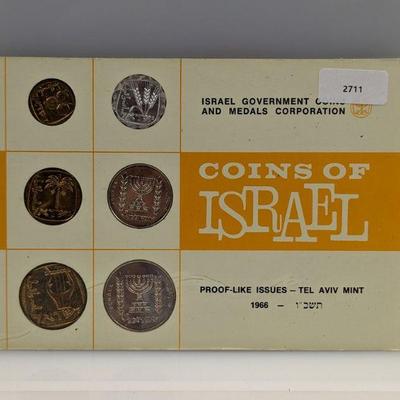 2711
ISRAEL GOVERNMENT COINS
AND MEDALS CORPORATION
COINS OF
ISRAEL
PROOF-LIKE ISSUES – TEL AVIV MINT
1966 – תשכ"ו